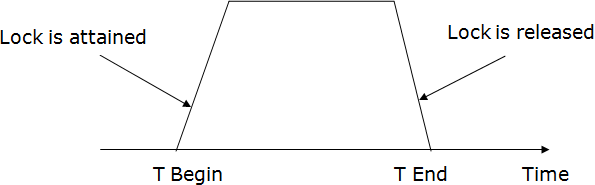 Lock is attained
Lock is released
T Begin
T End
Time